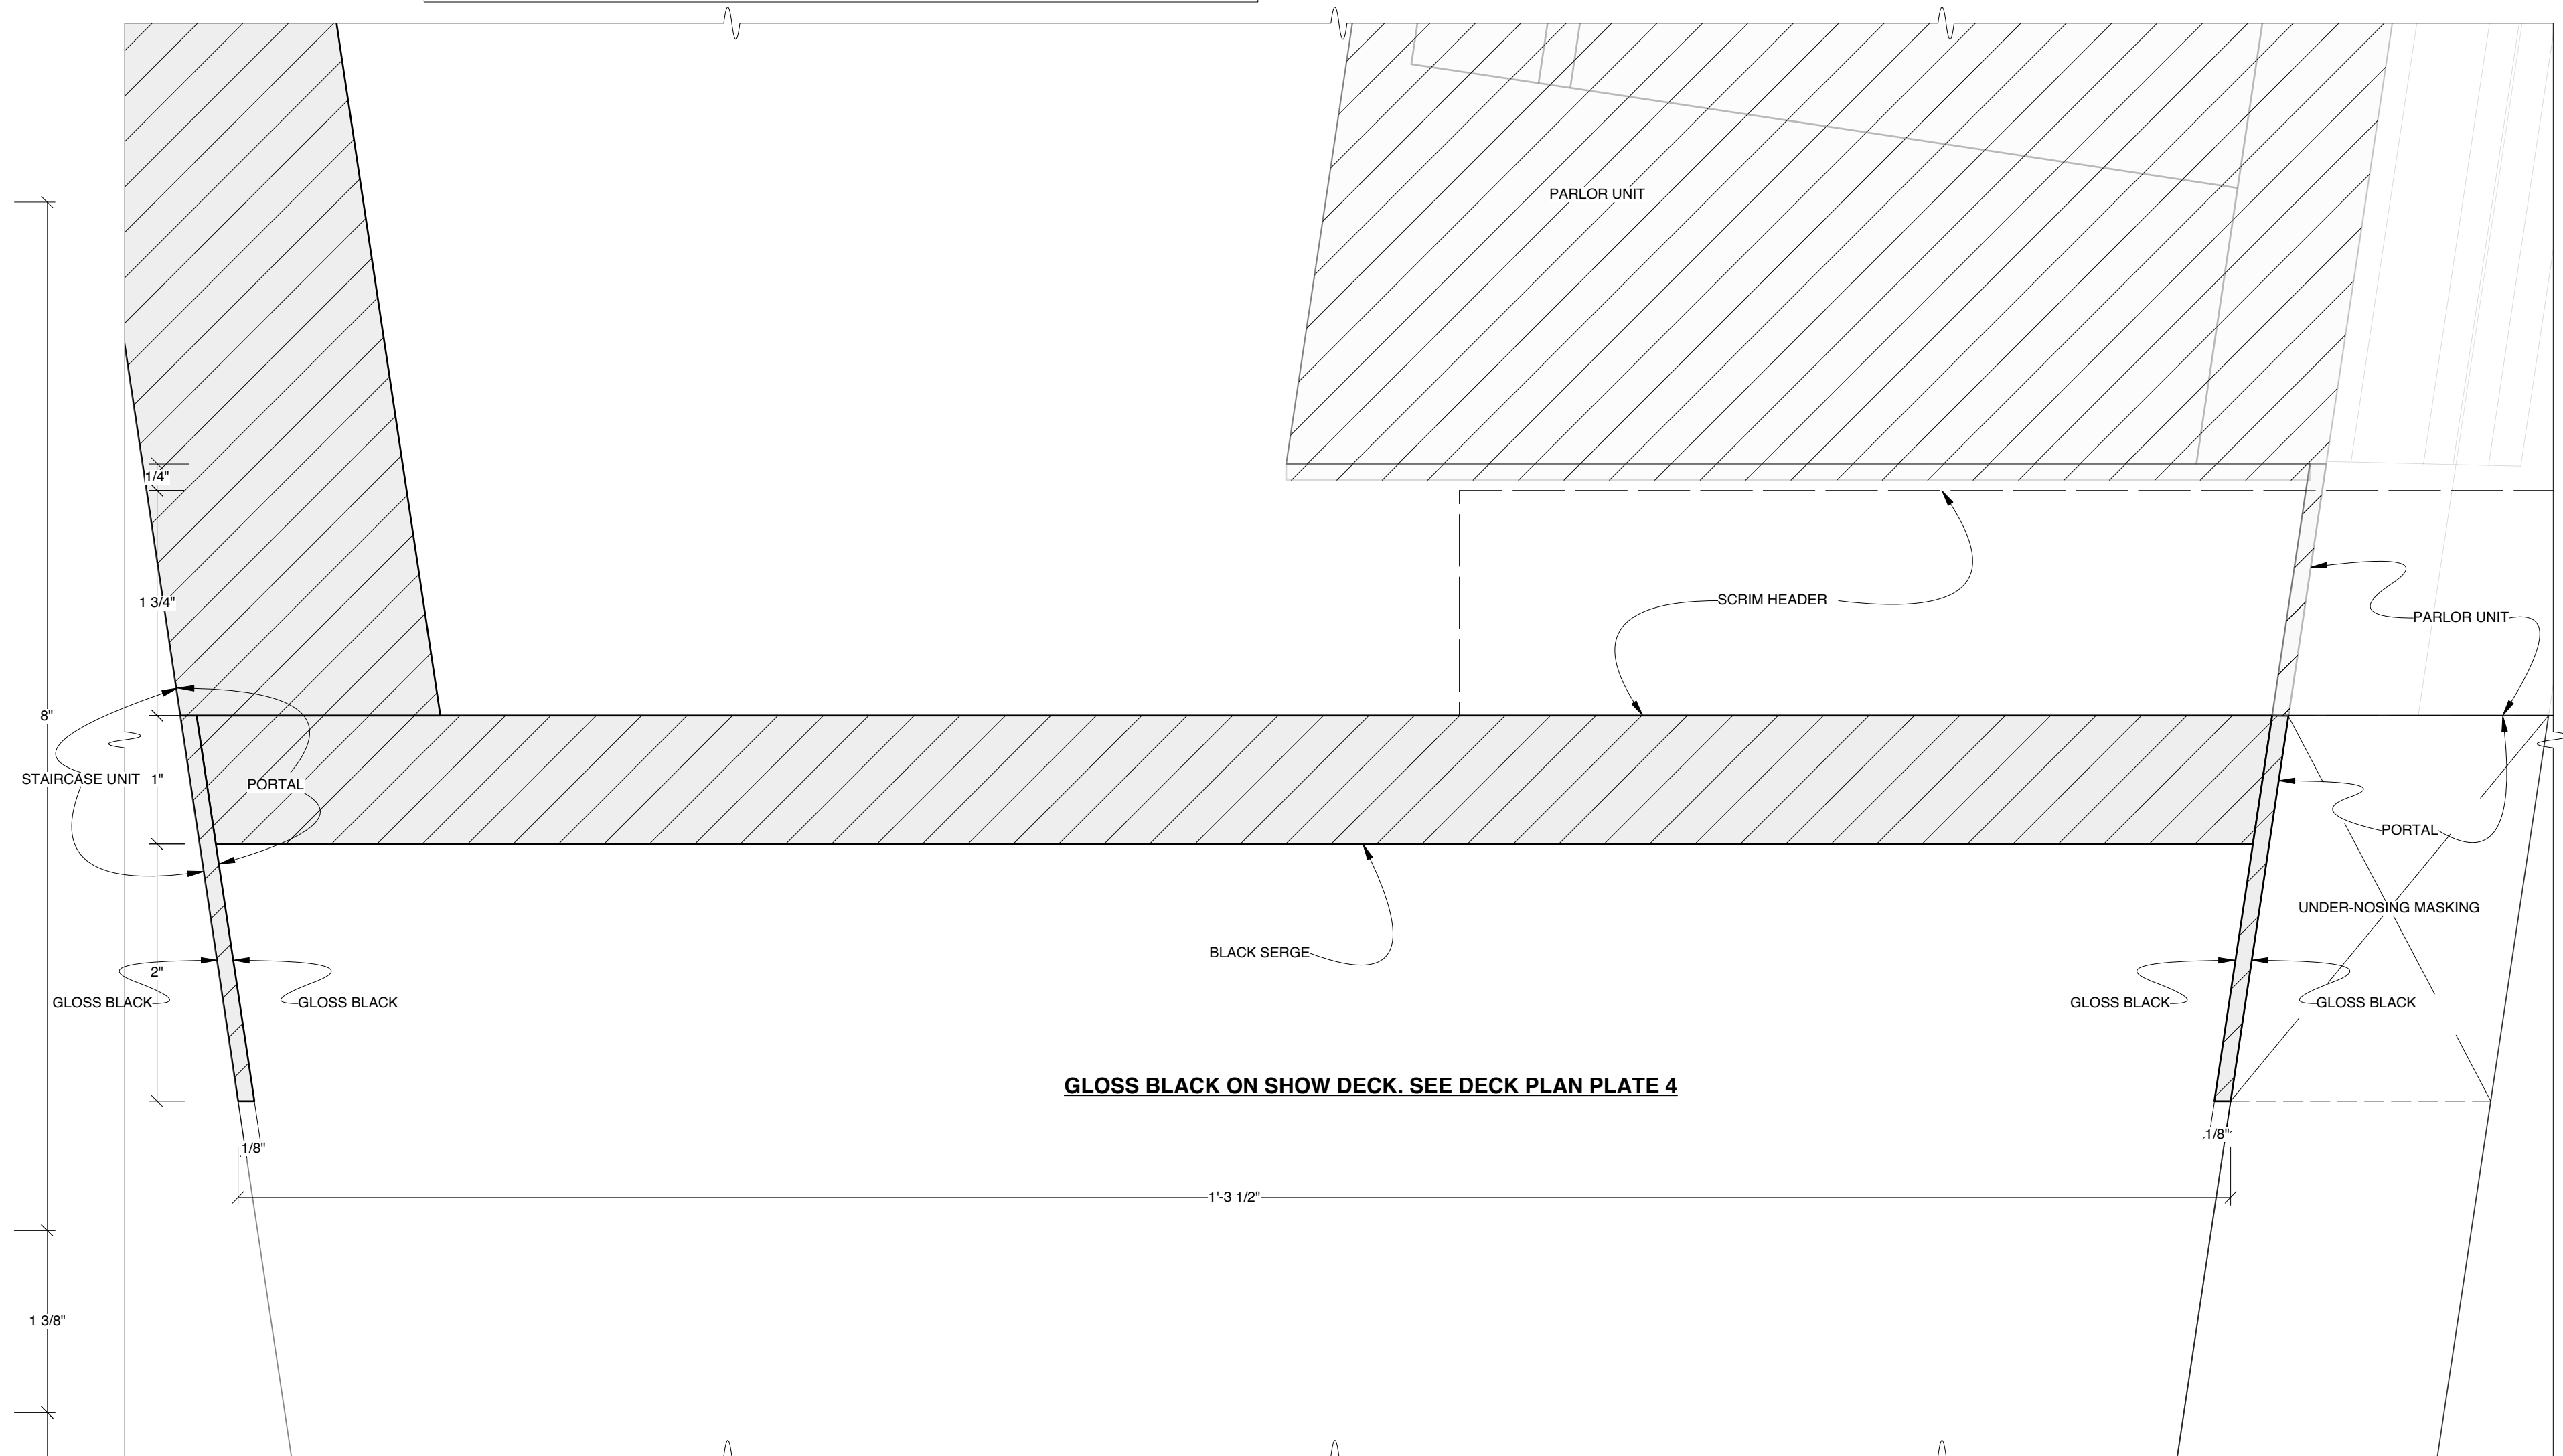 PARLOR UNIT
1/4"
1 3/4"
SCRIM HEADER
PARLOR UNIT
8"
STAIRCASE UNIT
1"
PORTAL
PORTAL
UNDER-NOSING MASKING
BLACK SERGE
2"
GLOSS BLACK
GLOSS BLACK
GLOSS BLACK
GLOSS BLACK
GLOSS BLACK ON SHOW DECK. SEE DECK PLAN PLATE 4
1/8"
1/8"
1'-3 1/2"
1 3/8"